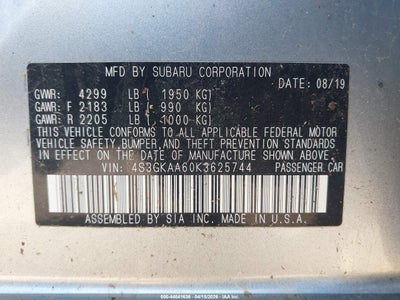 MFD BY SUBARU CORPORATION
DATE: 08/19
GVWR: 4299 LB ( 1950 KG)
GAWR: F 2183 LB ( 990 KG)
GAWR: R 2205 LB ( 1000 KG)
THIS VEHICLE CONFORMS TO ALL APPLICABLE FEDERAL MOTOR
VEHICLE SAFETY, BUMPER, AND THEFT PREVENTION STANDARDS
IN EFFECT ON THE DATE OF MANUFACTURE SHOWN ABOVE.
VIN: 4S3GKAA60K3625744 PASSENGER CAR
ASSEMBLED BY SIA INC. MADE IN U.S.A.